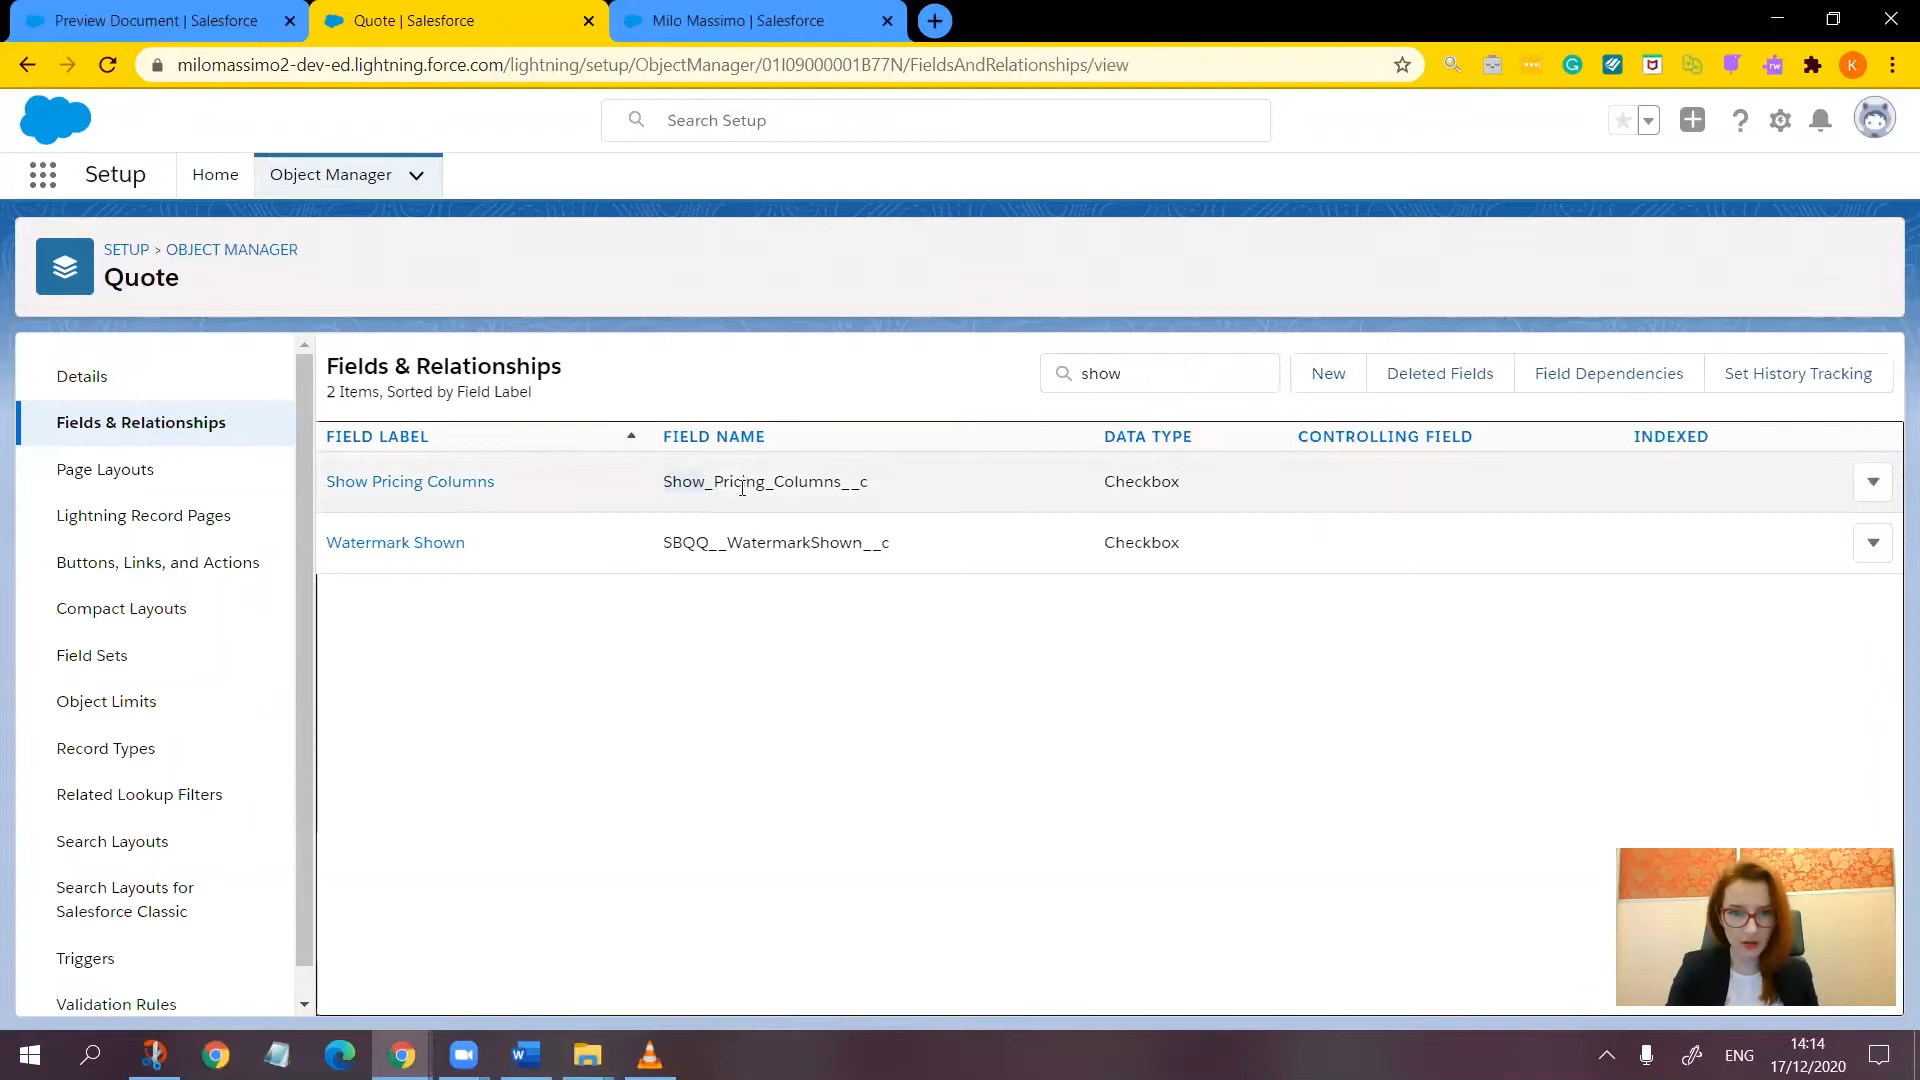 Preview Document | Salesforce
Quote | Salesforce
Milo Massimo | Salesforce
milomassimo2-dev-ed.lightning.force.com/lightning/setup/ObjectManager/01I09000001B77N/FieldsAndRelationships/view
K
Search Setup
Setup
Home
Object Manager
SETUP > OBJECT MANAGER
Quote
Details
Fields & Relationships
Page Layouts
Lightning Record Pages
Buttons, Links, and Actions
Compact Layouts
Field Sets
Object Limits
Record Types
Related Lookup Filters
Search Layouts
Search Layouts for
Salesforce Classic
Triggers
Validation Rules
Fields & Relationships
2 Items, Sorted by Field Label
show
New
Deleted Fields
Field Dependencies
Set History Tracking
FIELD LABEL FIELD NAME DATA TYPE CONTROLLING FIELD INDEXED
Show Pricing Columns Show_Pricing_Columns__c Checkbox
Watermark Shown SBQQ__WatermarkShown__c Checkbox
ENG
14:14
17/12/2020